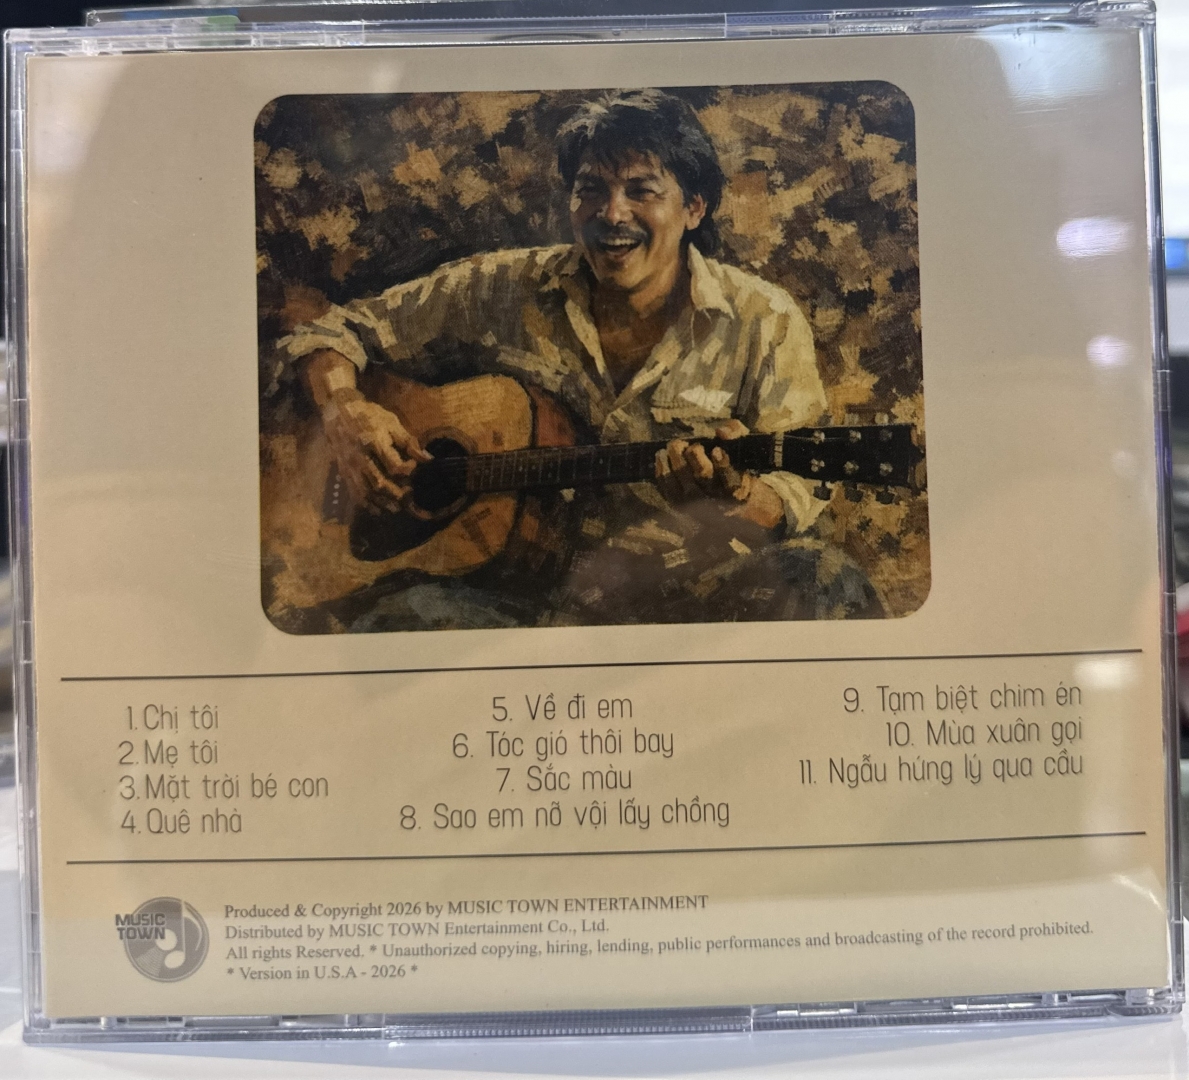 1. Chị tôi
2. Mẹ tôi
3. Mặt trời bé con
4. Quê nhà
5. Về đi em
6. Tóc gió thôi bay
7. Sắc màu
8. Sao em nỡ vội lấy chồng
9. Tạm biệt chim én
10. Mùa xuân gọi
11. Ngẫu hứng lý qua cầu
MUSIC
TOWN
Produced & Copyright 2026 by MUSIC TOWN ENTERTAINMENT
Distributed by MUSIC TOWN Entertainment Co., Ltd.
All rights Reserved. * Unauthorized copying, hiring, lending, public performances and broadcasting of the record prohibited.
* Version in U.S.A - 2026 *